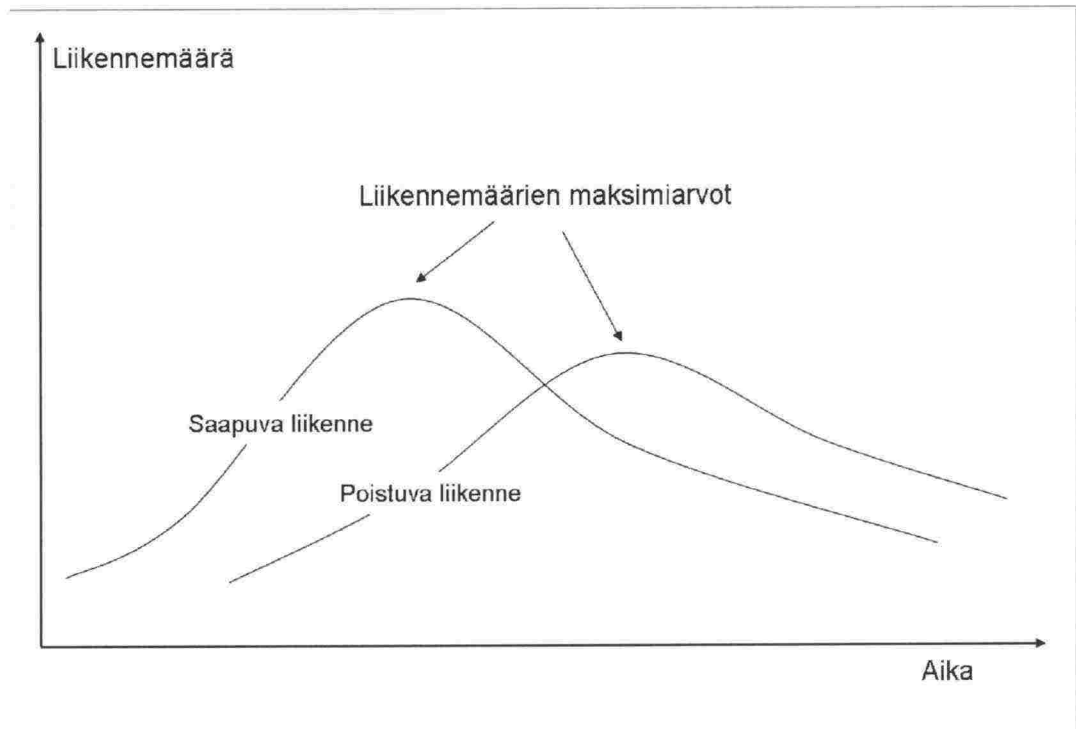 Liikennemäärä
Liikennemäärien maksimiarvot
Saapuva liikenne
Poistuva liikenne
Aika